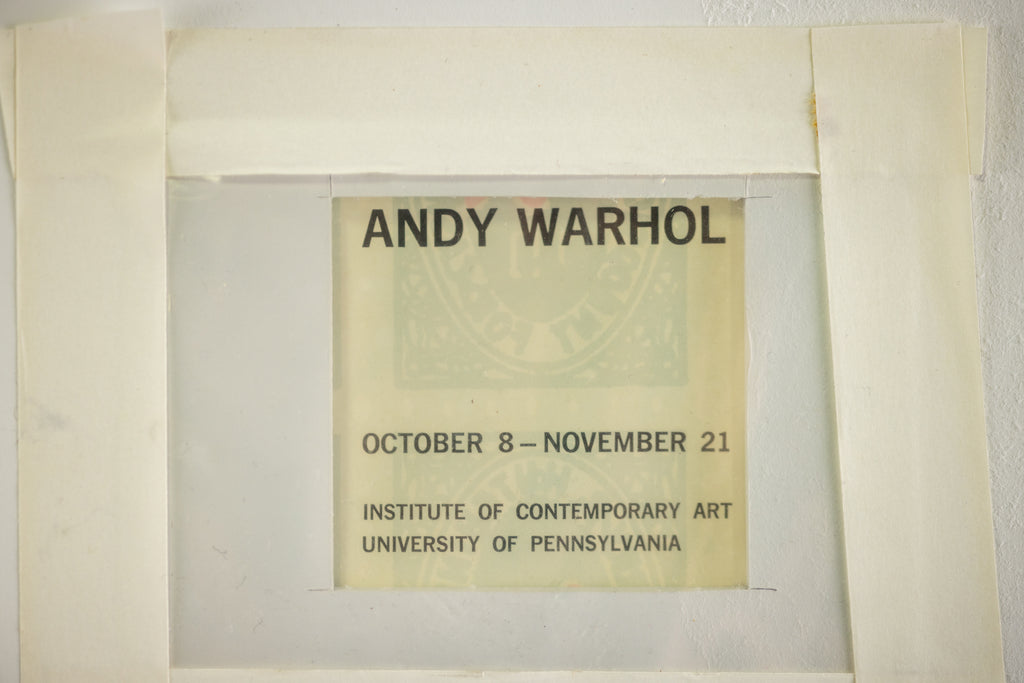 ANDY WARHOL
OCTOBER 8 – NOVEMBER 21
INSTITUTE OF CONTEMPORARY ART
UNIVERSITY OF PENNSYLVANIA